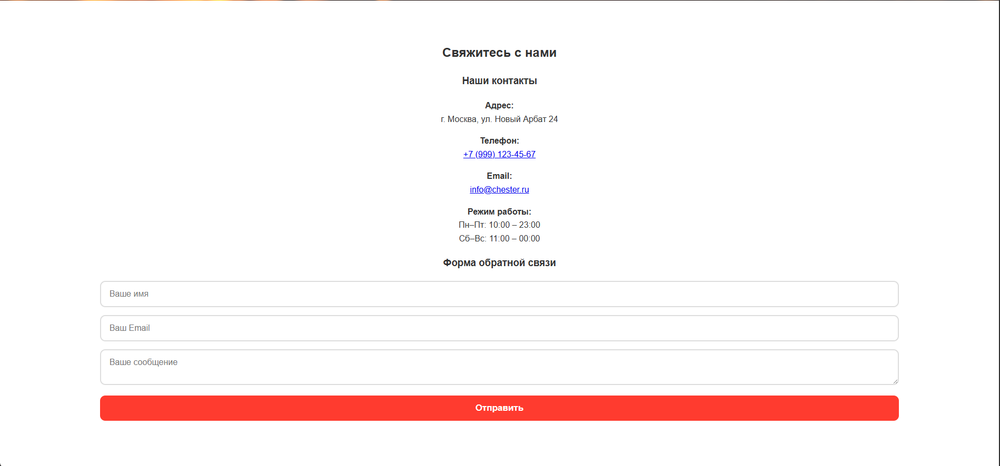 Свяжитесь с нами
Наши контакты
Адрес:
г. Москва, ул. Новый Арбат 24
Телефон:
+7 (999) 123-45-67
Email:
info@chester.ru
Режим работы:
Пн–Пт: 10:00 – 23:00
Сб–Вс: 11:00 – 00:00
Форма обратной связи
Ваше имя
Ваш Email
Ваше сообщение
Отправить